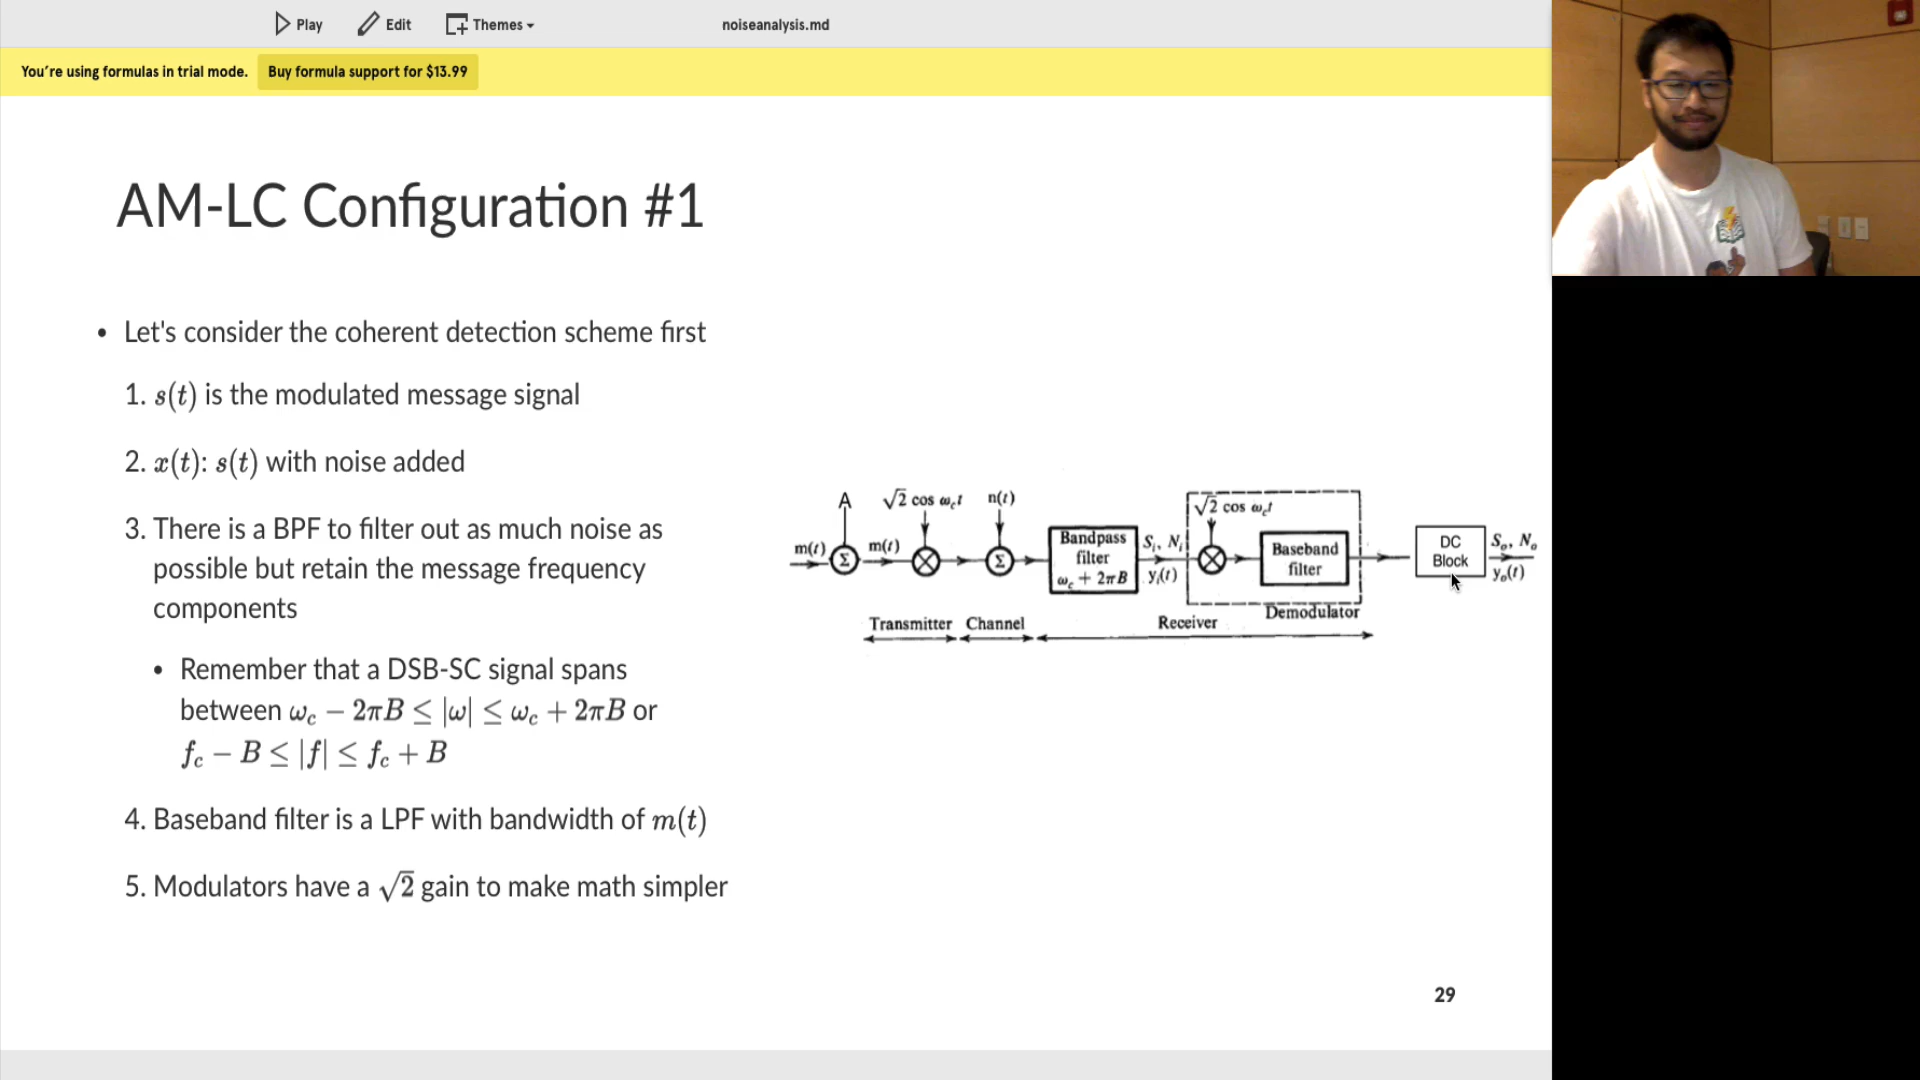 Play Edit Themes noiseanalysis.md
You're using formulas in trial mode. Buy formula support for $13.99
AM-LC Configuration #1
• Let's consider the coherent detection scheme first
1. s(t) is the modulated message signal
2. x(t): s(t) with noise added
3. There is a BPF to filter out as much noise as
possible but retain the message frequency
components
• Remember that a DSB-SC signal spans
between ω_c − 2πB ≤ |ω| ≤ ω_c + 2πB or
f_c − B ≤ |f| ≤ f_c + B
4. Baseband filter is a LPF with bandwidth of m(t)
5. Modulators have a √2 gain to make math simpler
A √2 cos ω_c t n(t)
m(t) Σ m(t) Σ
Bandpass
filter
ω_c + 2πB
S_i, N_i
y_i(t)
√2 cos ω_c t
Baseband
filter
DC
Block
S_o, N_o
y_o(t)
Transmitter Channel Receiver Demodulator
29